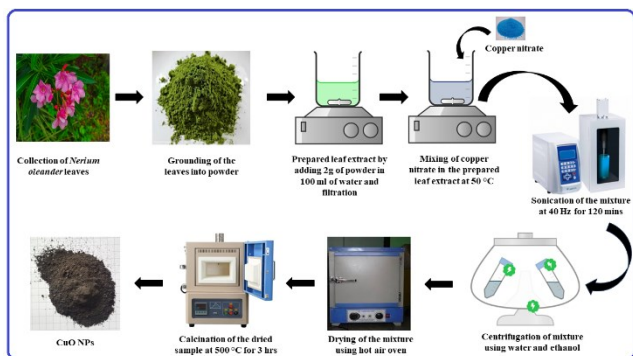 Copper nitrate
Collection of Nerium
oleander leaves
Grounding of the
leaves into powder
Prepared leaf extract by
adding 2g of powder in
100 ml of water and
filtration
Mixing of copper
nitrate in the prepared
leaf extract at 50 °C
Sonication of the mixture
at 40 Hz for 120 mins
CuO NPs
Calcination of the dried
sample at 500 °C for 3 hrs
Drying of the mixture
using hot air oven
Centrifugation of mixture
using water and ethanol